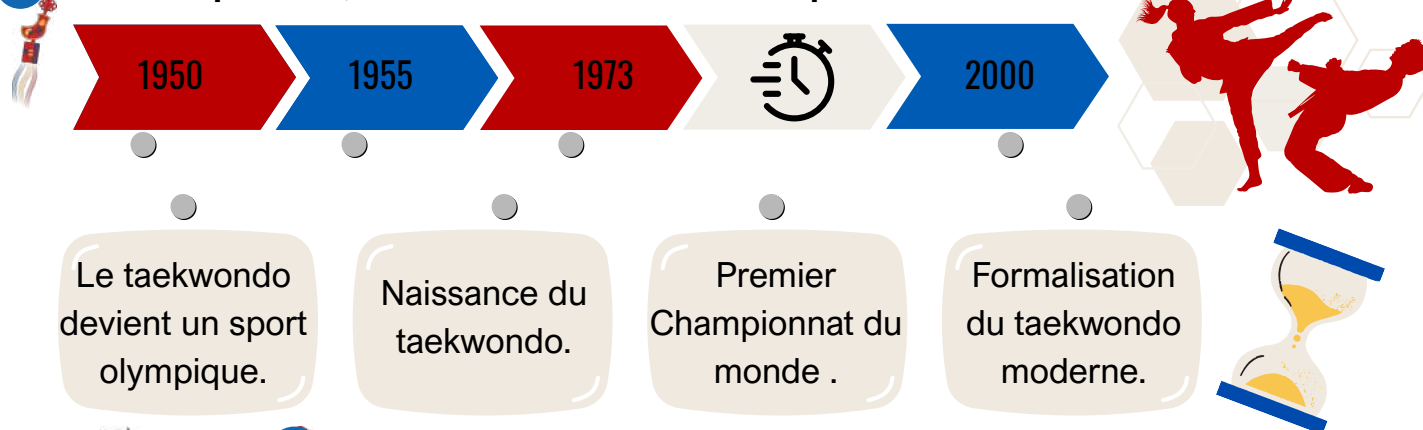 1950
1955
1973
2000
Le taekwondo
devient un sport
olympique.
Naissance du
taekwondo.
Premier
Championnat du
monde .
Formalisation
du taekwondo
moderne.